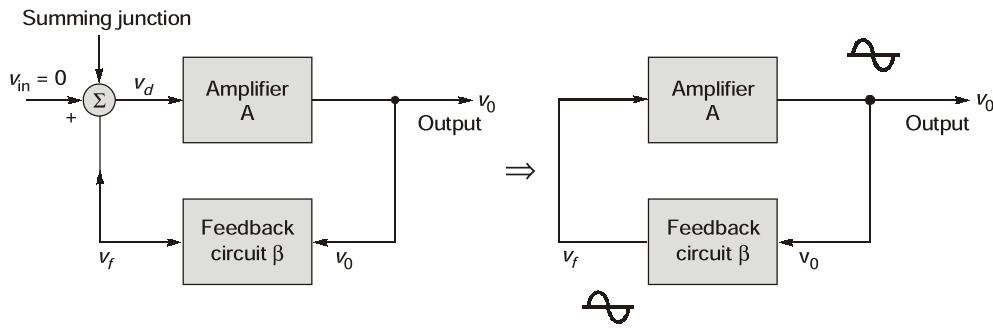 Summing junction
v_in = 0
+
Σ
v_d
Amplifier
A
v_0
Output
Feedback
circuit β
v_f
v_0
⇒
Amplifier
A
v_0
Output
Feedback
circuit β
v_f
v_0